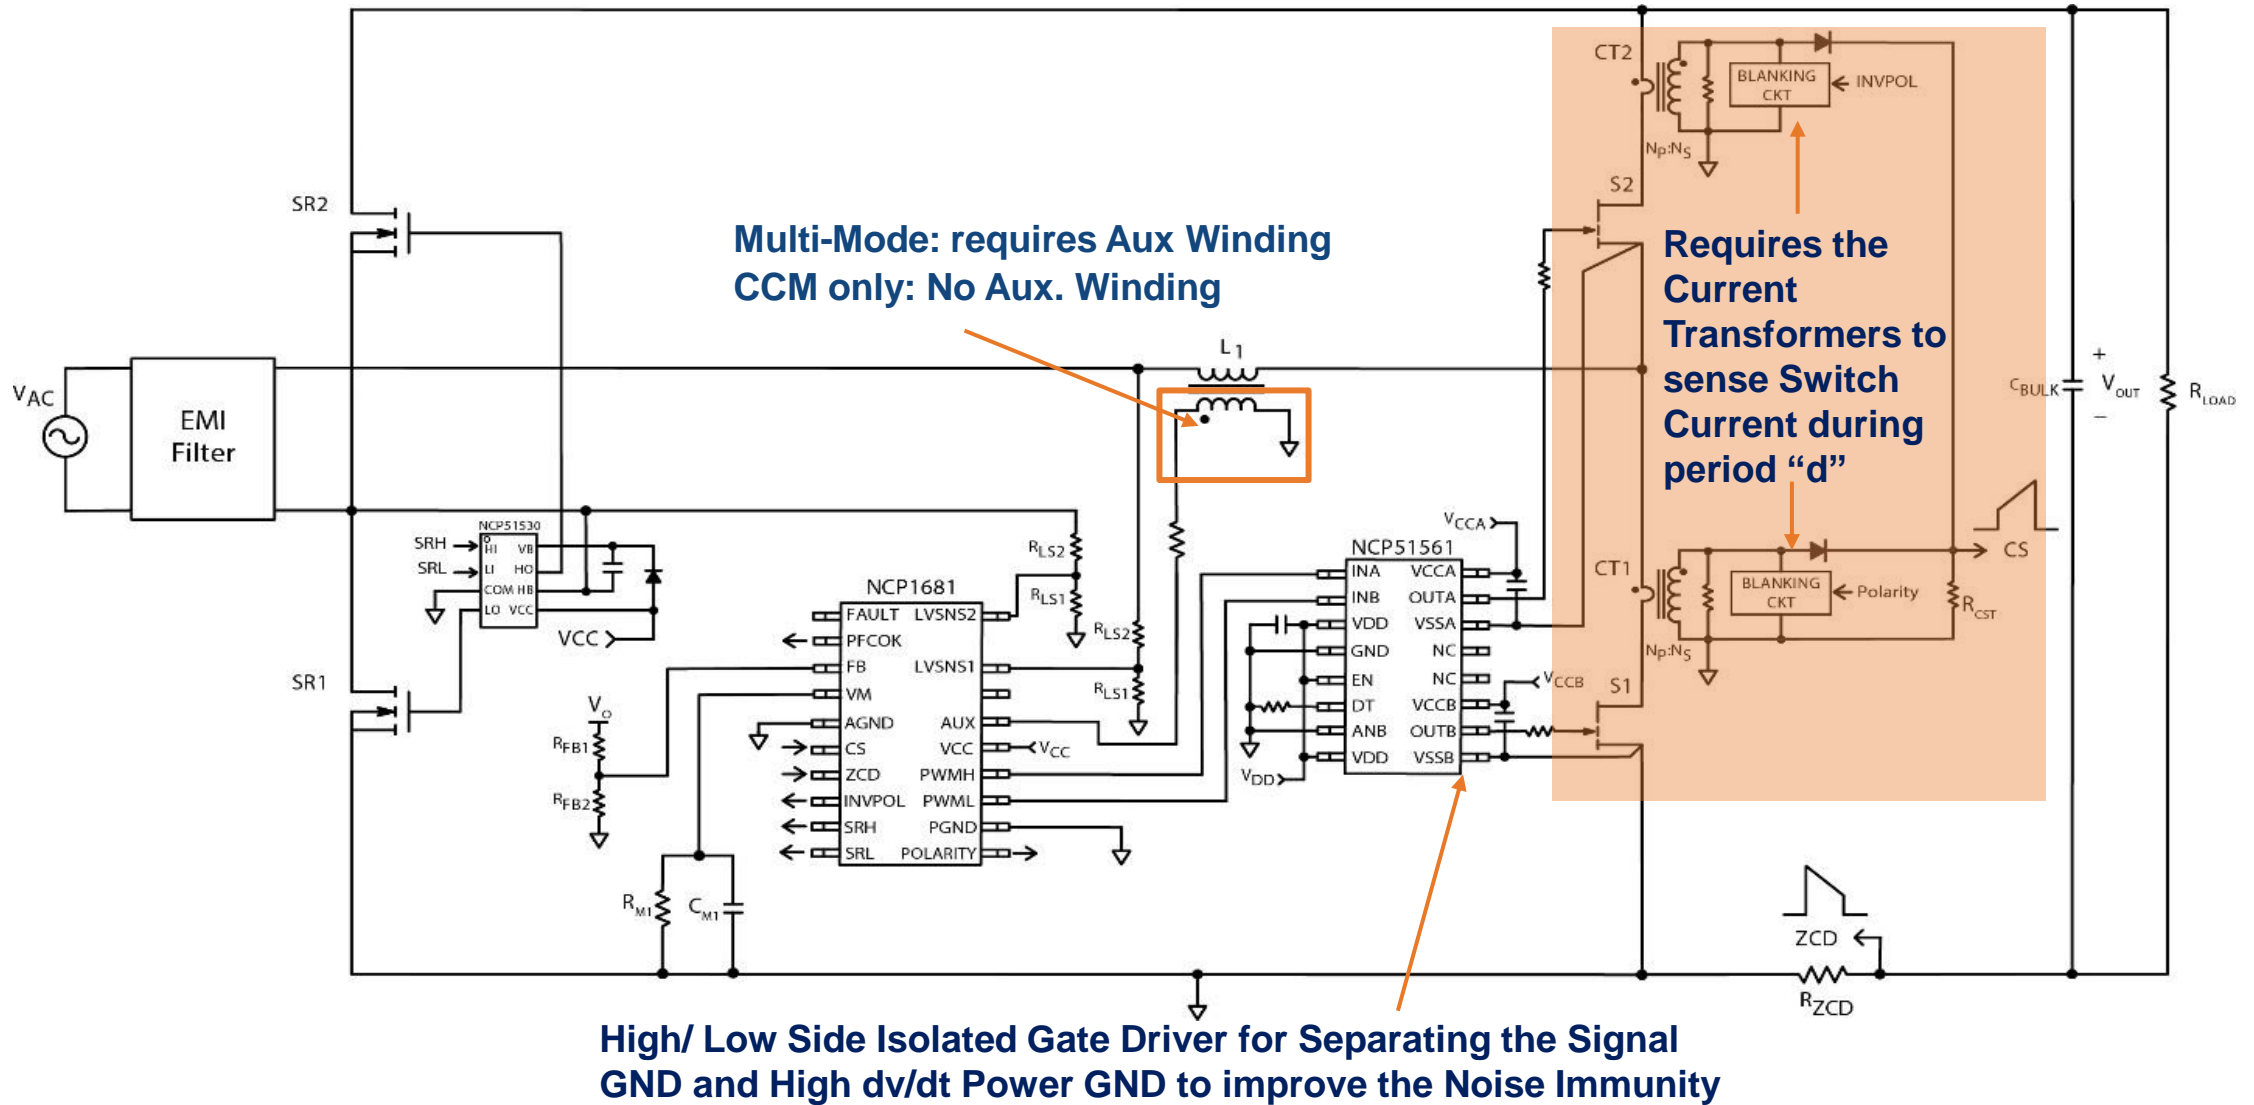 CT2
BLANKING
CKT
INVPOL
NP:NS
S2
SR2
Multi-Mode: requires Aux Winding
CCM only: No Aux. Winding
Requires the
Current
Transformers to
sense Switch
Current during
period “d”
L1
VAC
EMI
Filter
CBULK
+
VOUT
−
RLOAD
NCP51530
SRH
HI VB
SRL
LI HO
COM HB
LO VCC
VCC
RLS2
RLS1
VCCA
NCP51561
INA VCCA
INB OUTA
VDD VSSA
GND NC
EN NC
DT VCCB
ANB OUTB
VDD VSSB
VDD
VCCB
CT1
BLANKING
CKT
Polarity
NP:NS
S1
CS
RCST
NCP1681
FAULT LVSNS2
PFCOK
FB LVSNS1
VM
AGND AUX
CS VCC
ZCD PWMH
INVPOL PWML
SRH PGND
SRL POLARITY
VCC
RLS2
RLS1
SR1
VO
RFB1
RFB2
RM1
CM1
ZCD
RZCD
High/ Low Side Isolated Gate Driver for Separating the Signal
GND and High dv/dt Power GND to improve the Noise Immunity